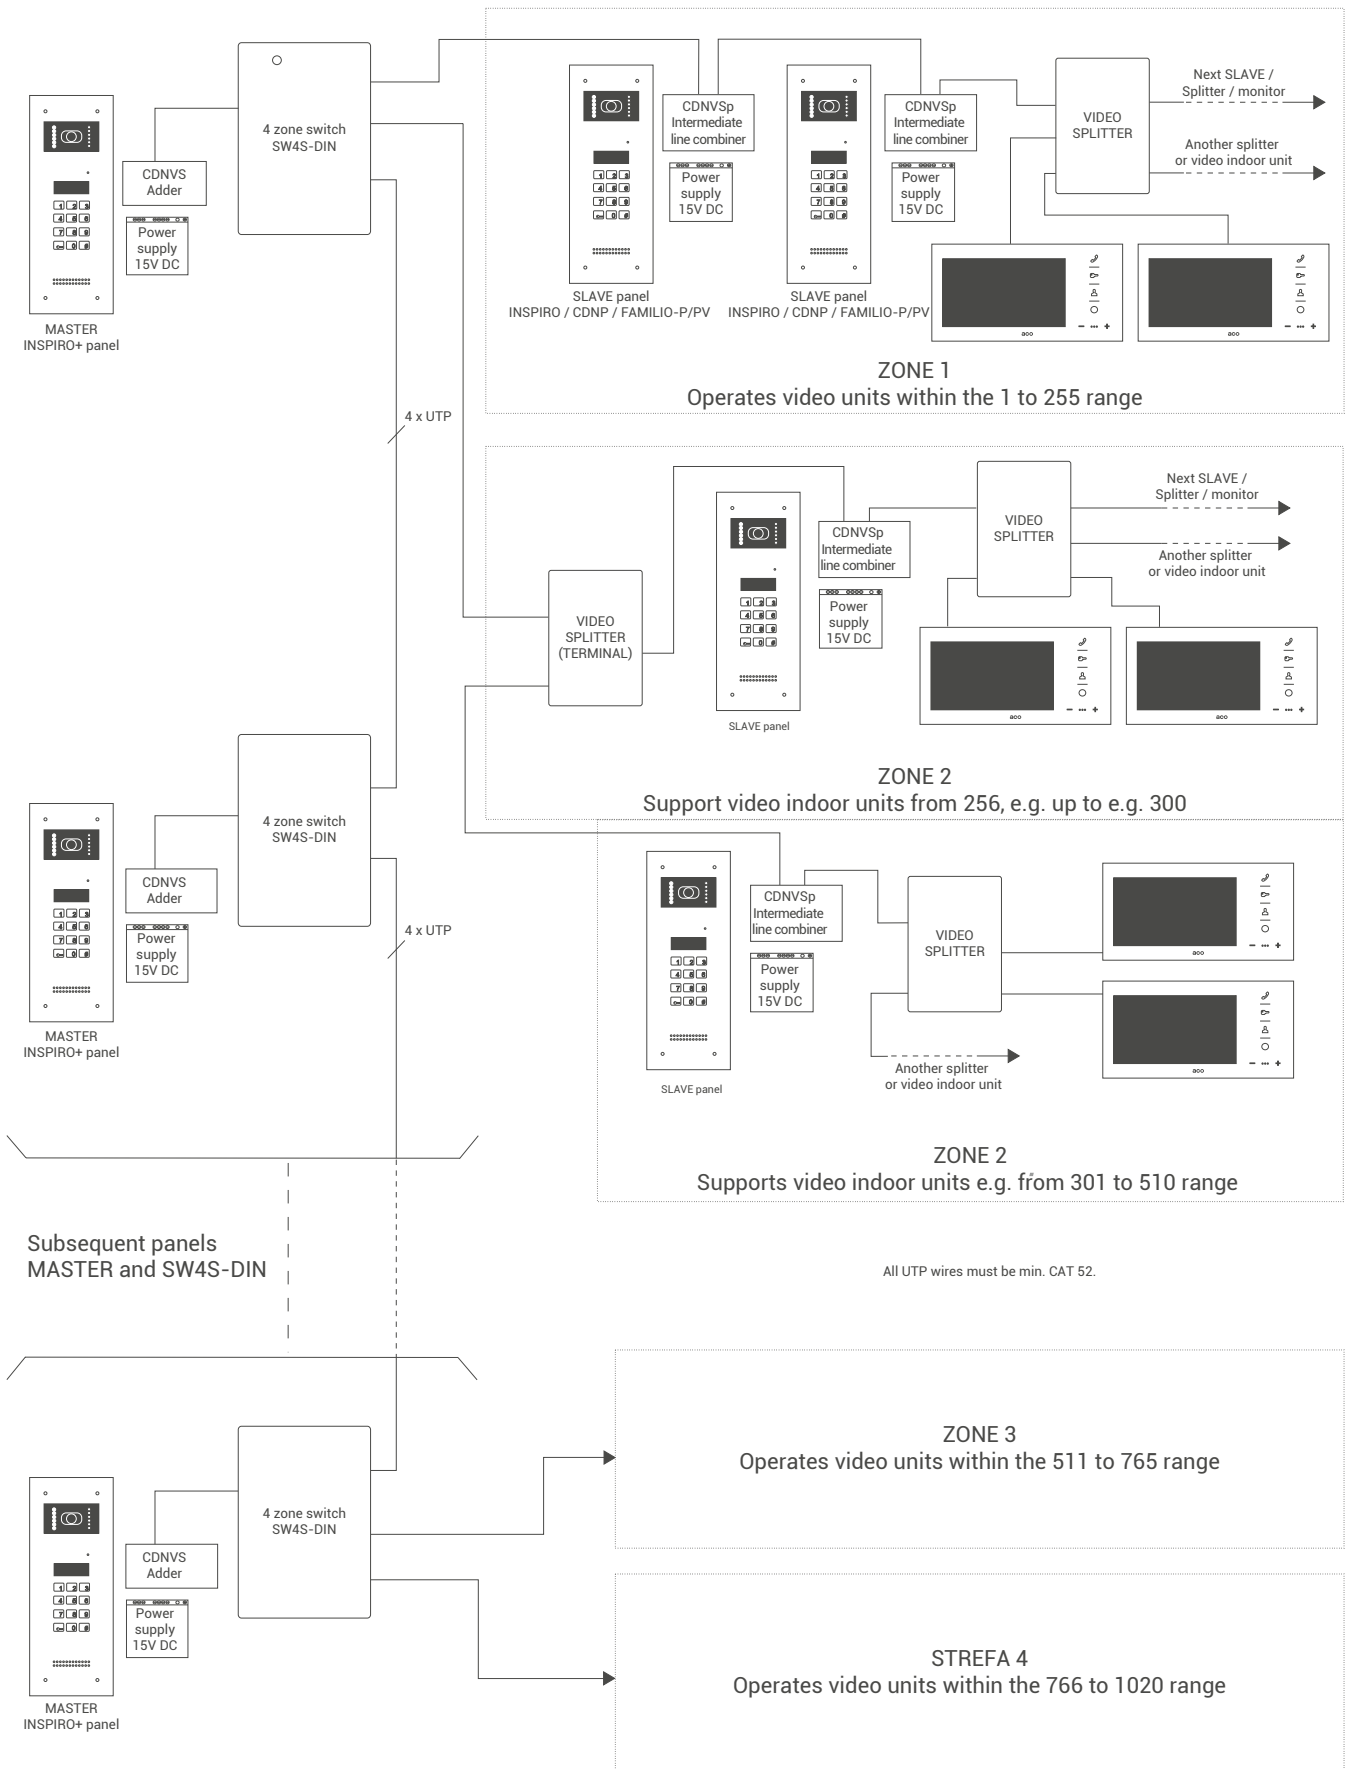 4 zone switch
SW4S-DIN
CDNVS
Adder
Power
supply
15V DC
MASTER
INSPIRO+ panel
4 x UTP
SLAVE panel
INSPIRO / CDNP / FAMILIO-P/PV
CDNVSp
Intermediate
line combiner
Power
supply
15V DC
SLAVE panel
INSPIRO / CDNP / FAMILIO-P/PV
CDNVSp
Intermediate
line combiner
Power
supply
15V DC
VIDEO
SPLITTER
Next SLAVE /
Splitter / monitor
Another splitter
or video indoor unit
aco
aco
ZONE 1
Operates video units within the 1 to 255 range
VIDEO
SPLITTER
(TERMINAL)
SLAVE panel
CDNVSp
Intermediate
line combiner
Power
supply
15V DC
VIDEO
SPLITTER
Next SLAVE /
Splitter / monitor
Another splitter
or video indoor unit
aco
aco
ZONE 2
Support video indoor units from 256, e.g. up to e.g. 300
4 zone switch
SW4S-DIN
CDNVS
Adder
Power
supply
15V DC
MASTER
INSPIRO+ panel
4 x UTP
SLAVE panel
CDNVSp
Intermediate
line combiner
Power
supply
15V DC
VIDEO
SPLITTER
Another splitter
or video indoor unit
aco
aco
ZONE 2
Supports video indoor units e.g. from 301 to 510 range
Subsequent panels
MASTER and SW4S-DIN
All UTP wires must be min. CAT 52.
4 zone switch
SW4S-DIN
CDNVS
Adder
Power
supply
15V DC
MASTER
INSPIRO+ panel
ZONE 3
Operates video units within the 511 to 765 range
STREFA 4
Operates video units within the 766 to 1020 range